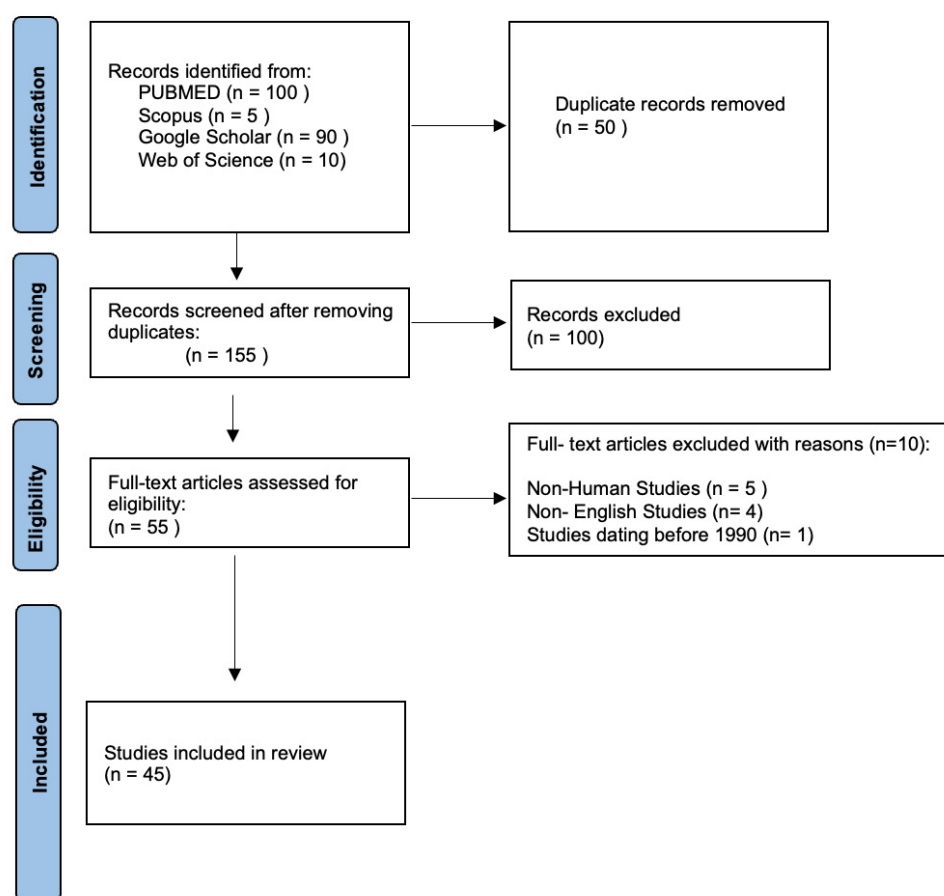 Identification
Records identified from:
PUBMED (n = 100 )
Scopus (n = 5 )
Google Scholar (n = 90 )
Web of Science (n = 10)
Duplicate records removed
(n = 50 )
Screening
Records screened after removing
duplicates:
(n = 155 )
Records excluded
(n = 100)
Eligibility
Full-text articles assessed for
eligibility:
(n = 55 )
Full- text articles excluded with reasons (n=10):
Non-Human Studies (n = 5 )
Non- English Studies (n= 4)
Studies dating before 1990 (n= 1)
Included
Studies included in review
(n = 45)